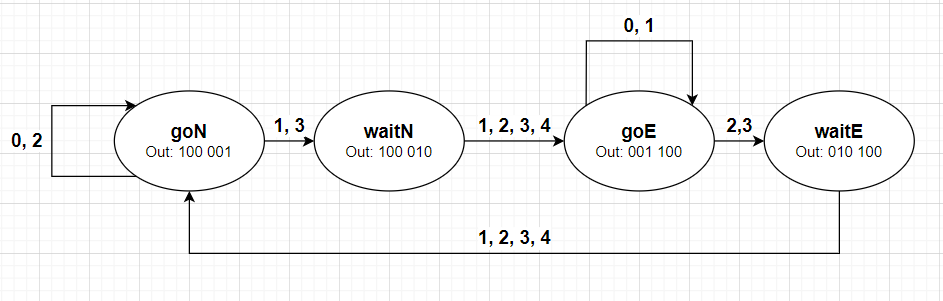 0, 1
0, 2
goN
Out: 100 001
1, 3
waitN
Out: 100 010
1, 2, 3, 4
goE
Out: 001 100
2,3
waitE
Out: 010 100
1, 2, 3, 4